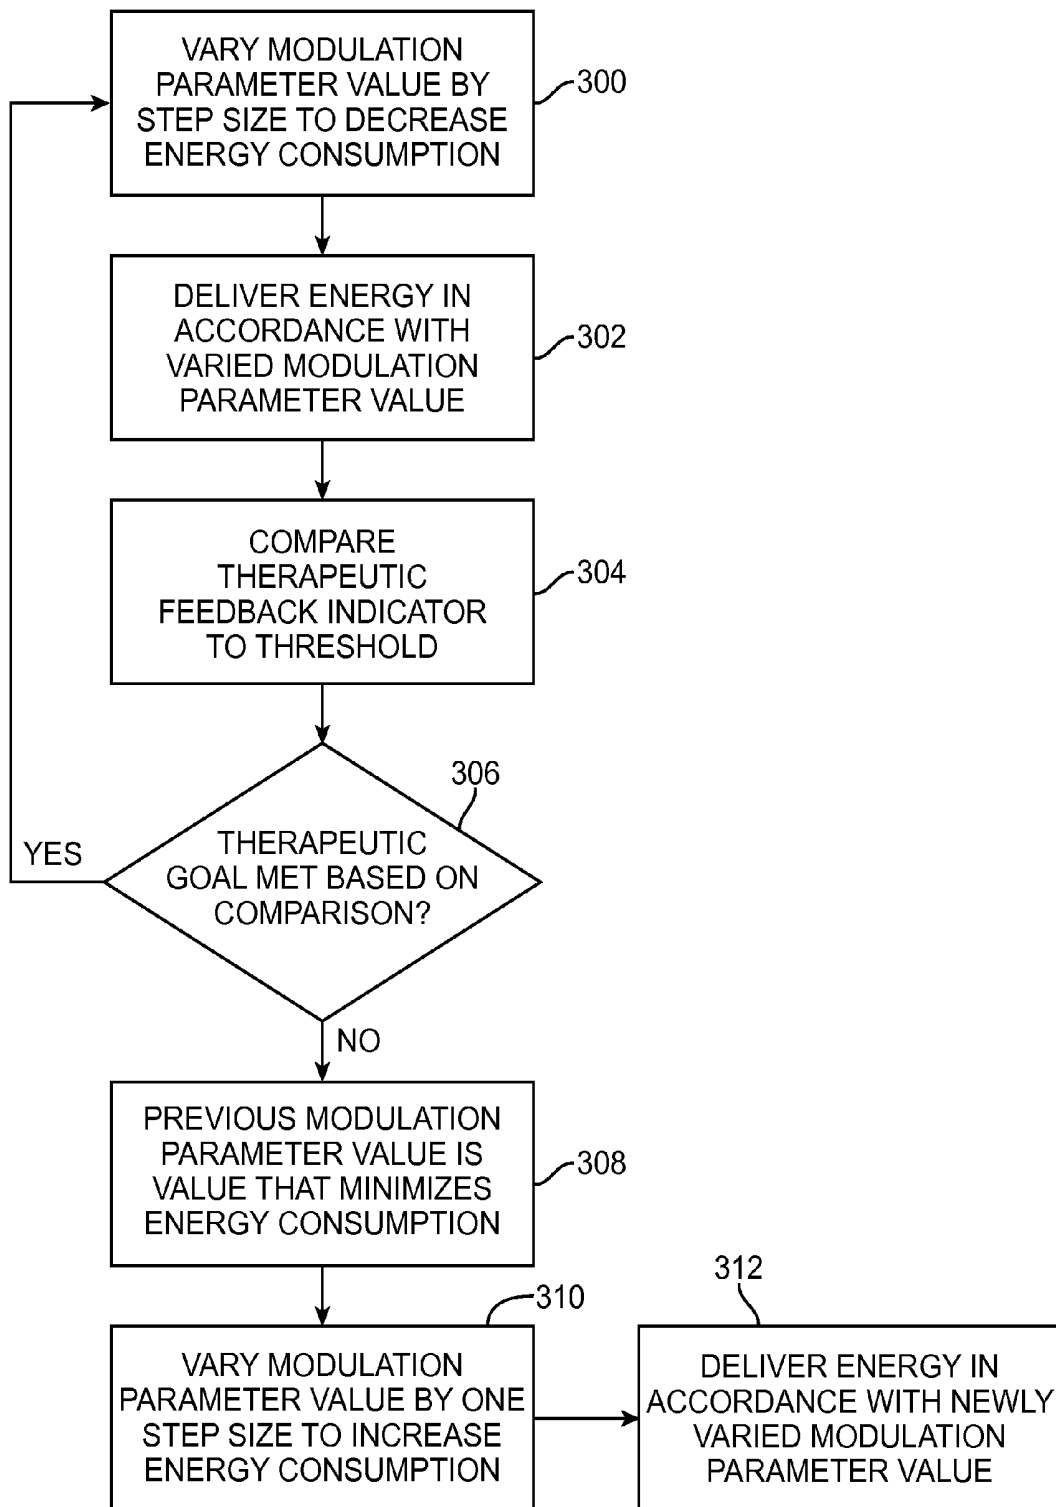 VARY MODULATION
PARAMETER VALUE BY
STEP SIZE TO DECREASE
ENERGY CONSUMPTION
300
DELIVER ENERGY IN
ACCORDANCE WITH
VARIED MODULATION
PARAMETER VALUE
302
COMPARE
THERAPEUTIC
FEEDBACK INDICATOR
TO THRESHOLD
304
306
THERAPEUTIC
GOAL MET BASED ON
COMPARISON?
YES
NO
PREVIOUS MODULATION
PARAMETER VALUE IS
VALUE THAT MINIMIZES
ENERGY CONSUMPTION
308
310
VARY MODULATION
PARAMETER VALUE BY ONE
STEP SIZE TO INCREASE
ENERGY CONSUMPTION
312
DELIVER ENERGY IN
ACCORDANCE WITH NEWLY
VARIED MODULATION
PARAMETER VALUE